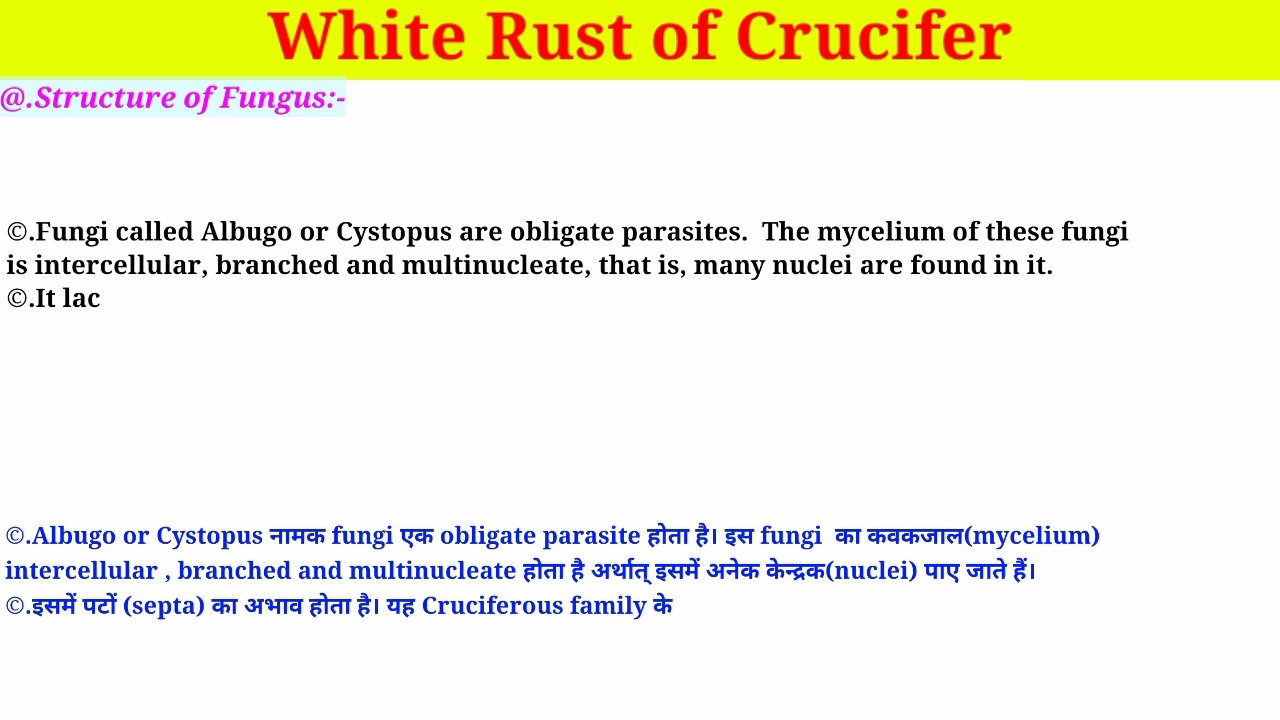 White Rust of Crucifer
@.Structure of Fungus:-
©.Fungi called Albugo or Cystopus are obligate parasites.  The mycelium of these fungi
is intercellular, branched and multinucleate, that is, many nuclei are found in it.
©.It lac
©.Albugo or Cystopus नामक fungi एक obligate parasite होता है। इस fungi  का कवकजाल(mycelium)
intercellular , branched and multinucleate होता है अर्थात् इसमें अनेक केन्द्रक(nuclei) पाए जाते हैं।
©.इसमें पटों (septa) का अभाव होता है। यह Cruciferous family के